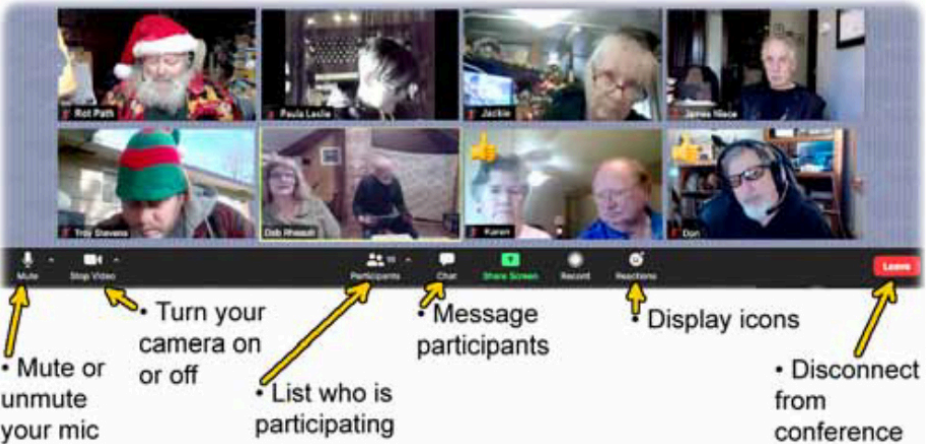 Riot Path
Paula Leslie
Jackie
James Niece
Troy Stevens
Deb Rheault
Karen
Don
Mute
Stop Video
Participants
Chat
Share Screen
Record
Reactions
Leave
• Mute or
unmute
your mic
• Turn your
camera on
or off
• List who is
participating
• Message
participants
• Display icons
• Disconnect
from
conference